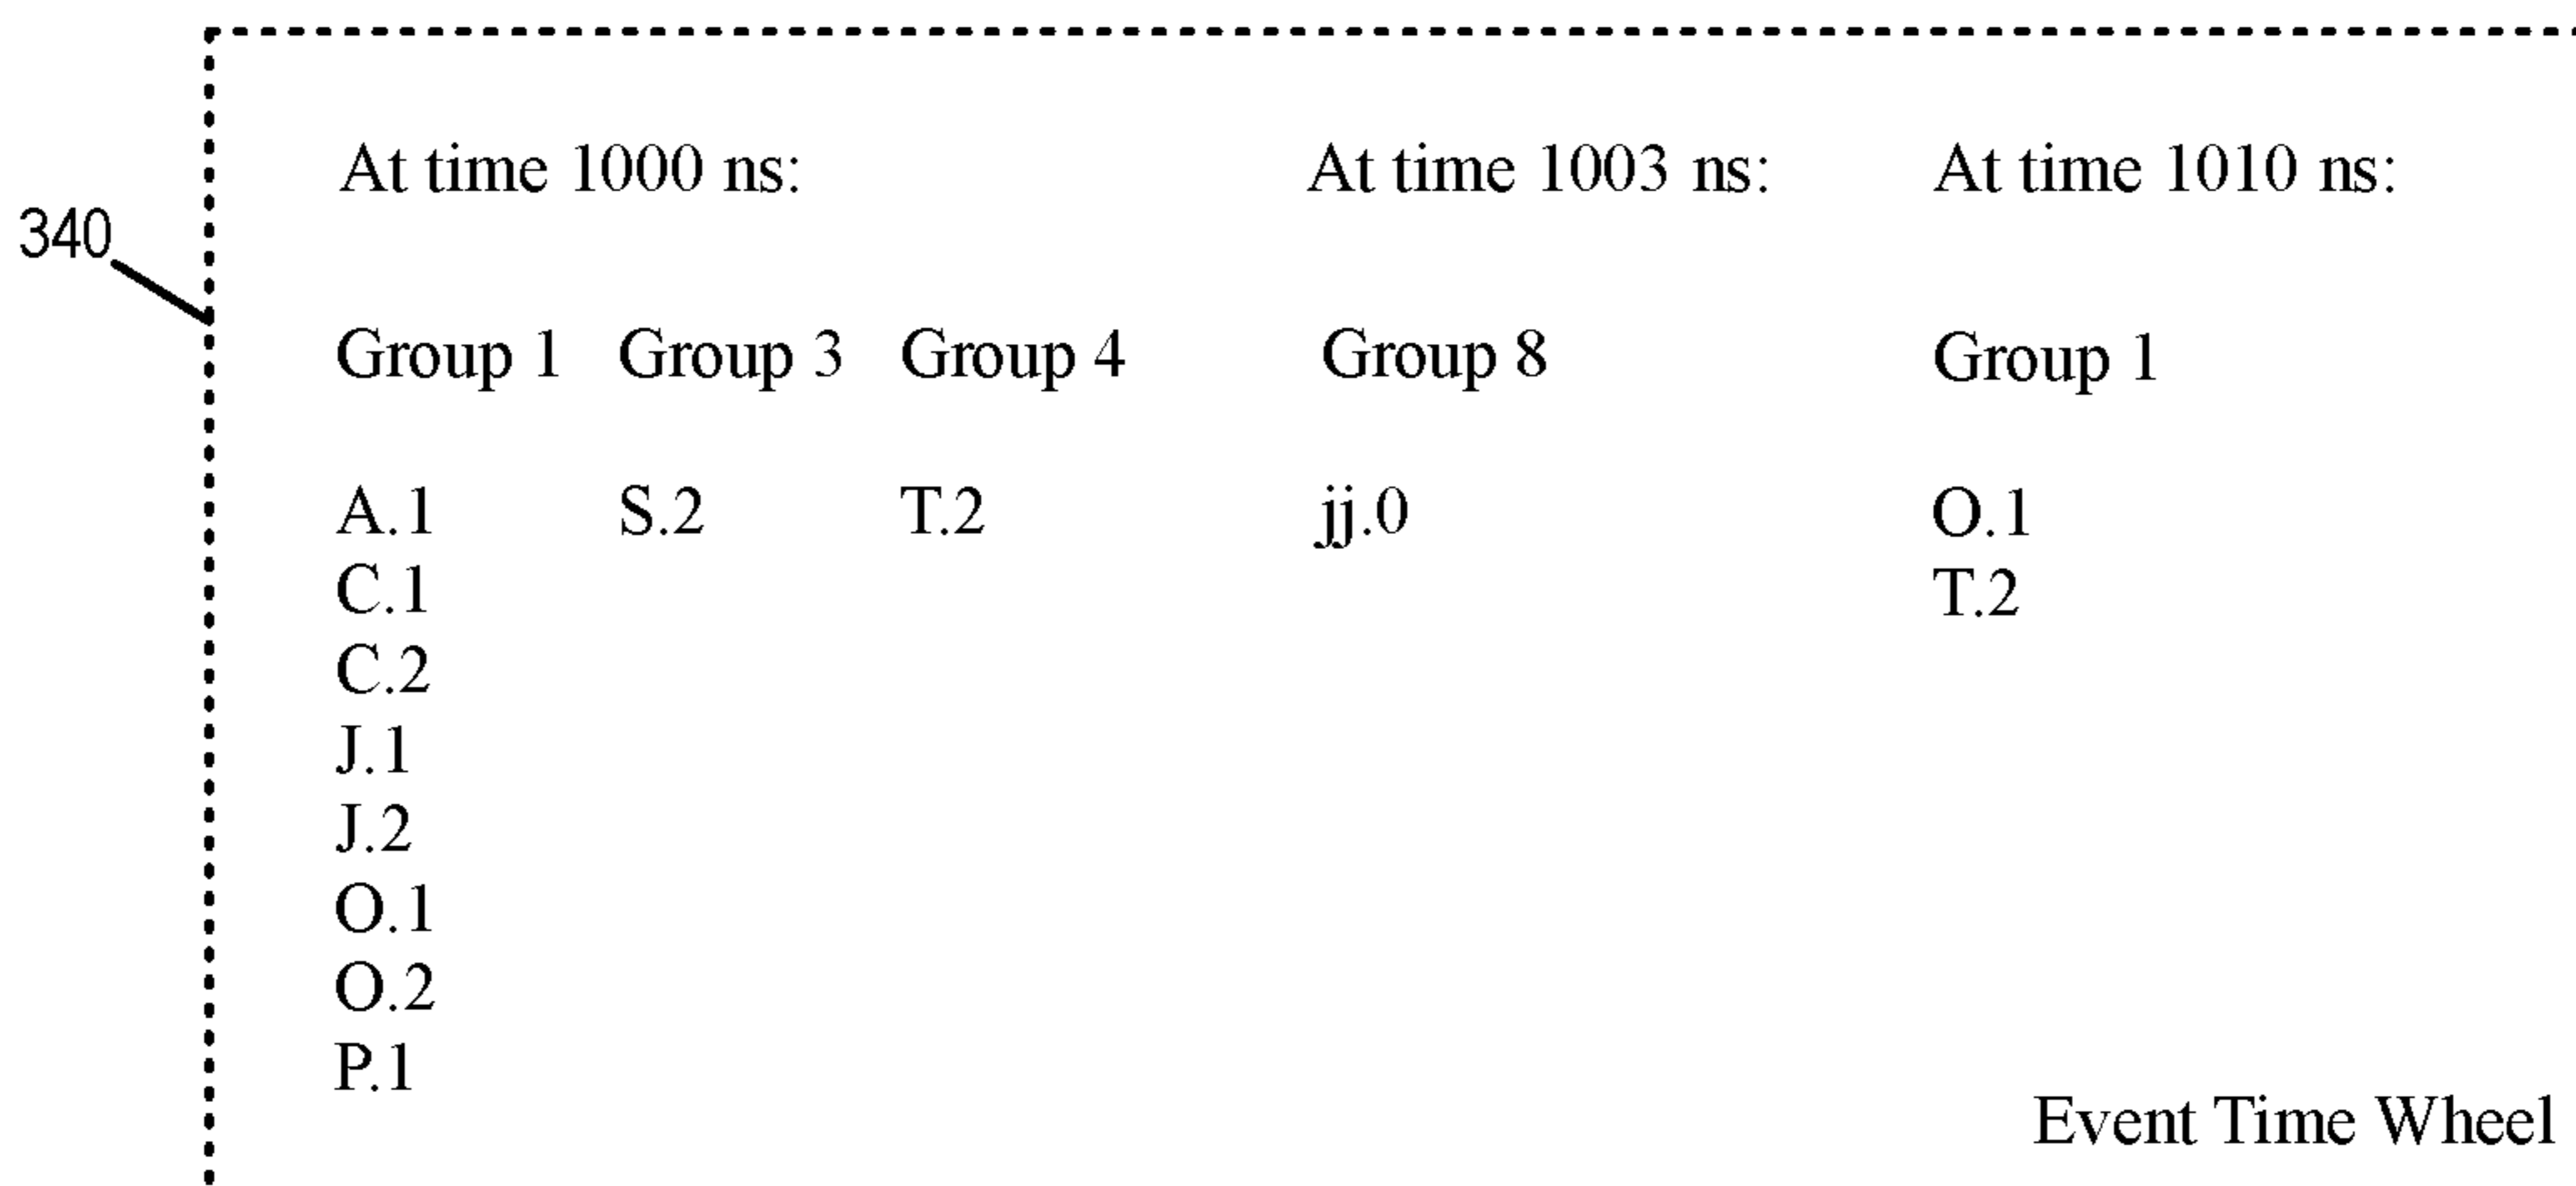 At time 1000 ns: At time 1003 ns: At time 1010 ns:
340
Group 1 Group 3 Group 4 Group 8 Group 1
A.1 S.2 T.2 jj.0 O.1
C.1 T.2
C.2
J.1
J.2
O.1
O.2
P.1
Event Time Wheel